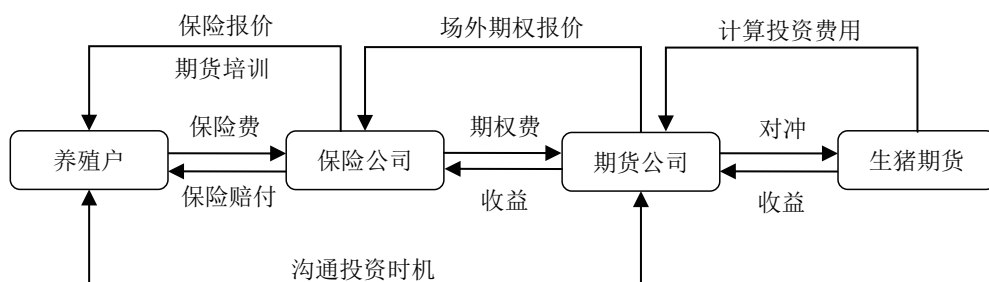 保险报价
场外期权报价
计算投资费用
期货培训
保险费
期权费
对冲
养殖户
保险公司
期货公司
生猪期货
保险赔付
收益
收益
沟通投资时机